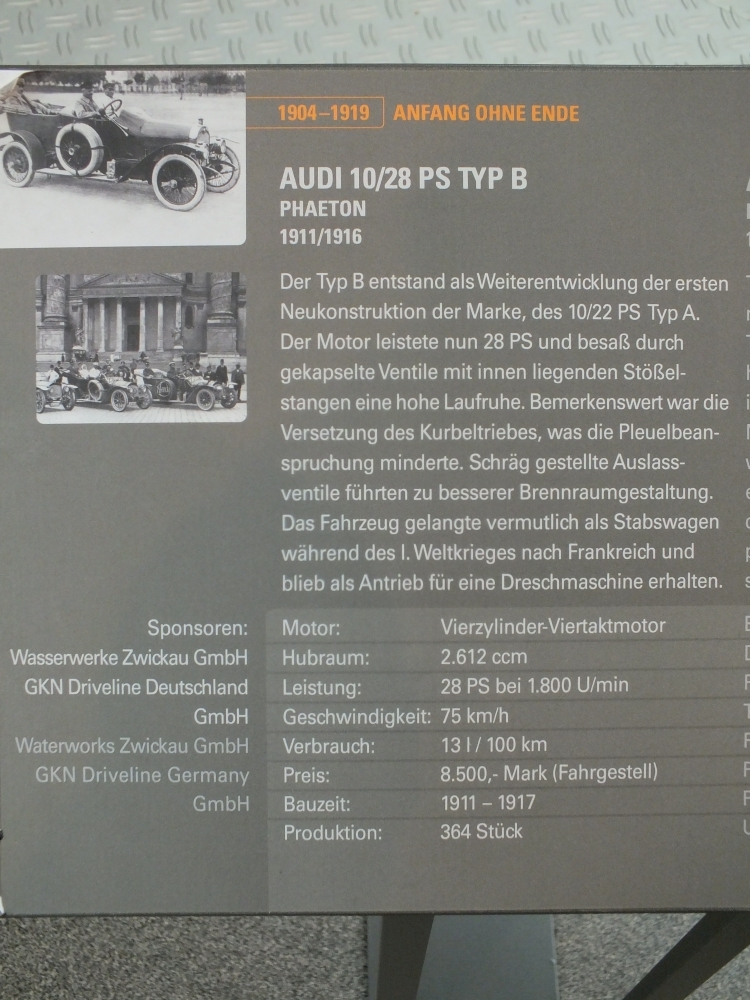 1904–1919 ANFANG OHNE ENDE
AUDI 10/28 PS TYP B
PHAETON
1911/1916
Der Typ B entstand als Weiterentwicklung der ersten
Neukonstruktion der Marke, des 10/22 PS Typ A.
Der Motor leistete nun 28 PS und besaß durch
gekapselte Ventile mit innen liegenden Stößel-
stangen eine hohe Laufruhe. Bemerkenswert war die
Versetzung des Kurbeltriebes, was die Pleuelbean-
spruchung minderte. Schräg gestellte Auslass-
ventile führten zu besserer Brennraumgestaltung.
Das Fahrzeug gelangte vermutlich als Stabswagen
während des I. Weltkrieges nach Frankreich und
blieb als Antrieb für eine Dreschmaschine erhalten.
Sponsoren:
Wasserwerke Zwickau GmbH
GKN Driveline Deutschland
GmbH
Waterworks Zwickau GmbH
GKN Driveline Germany
GmbH
Motor: Vierzylinder-Viertaktmotor
Hubraum: 2.612 ccm
Leistung: 28 PS bei 1.800 U/min
Geschwindigkeit: 75 km/h
Verbrauch: 13 l / 100 km
Preis: 8.500,- Mark (Fahrgestell)
Bauzeit: 1911 – 1917
Produktion: 364 Stück